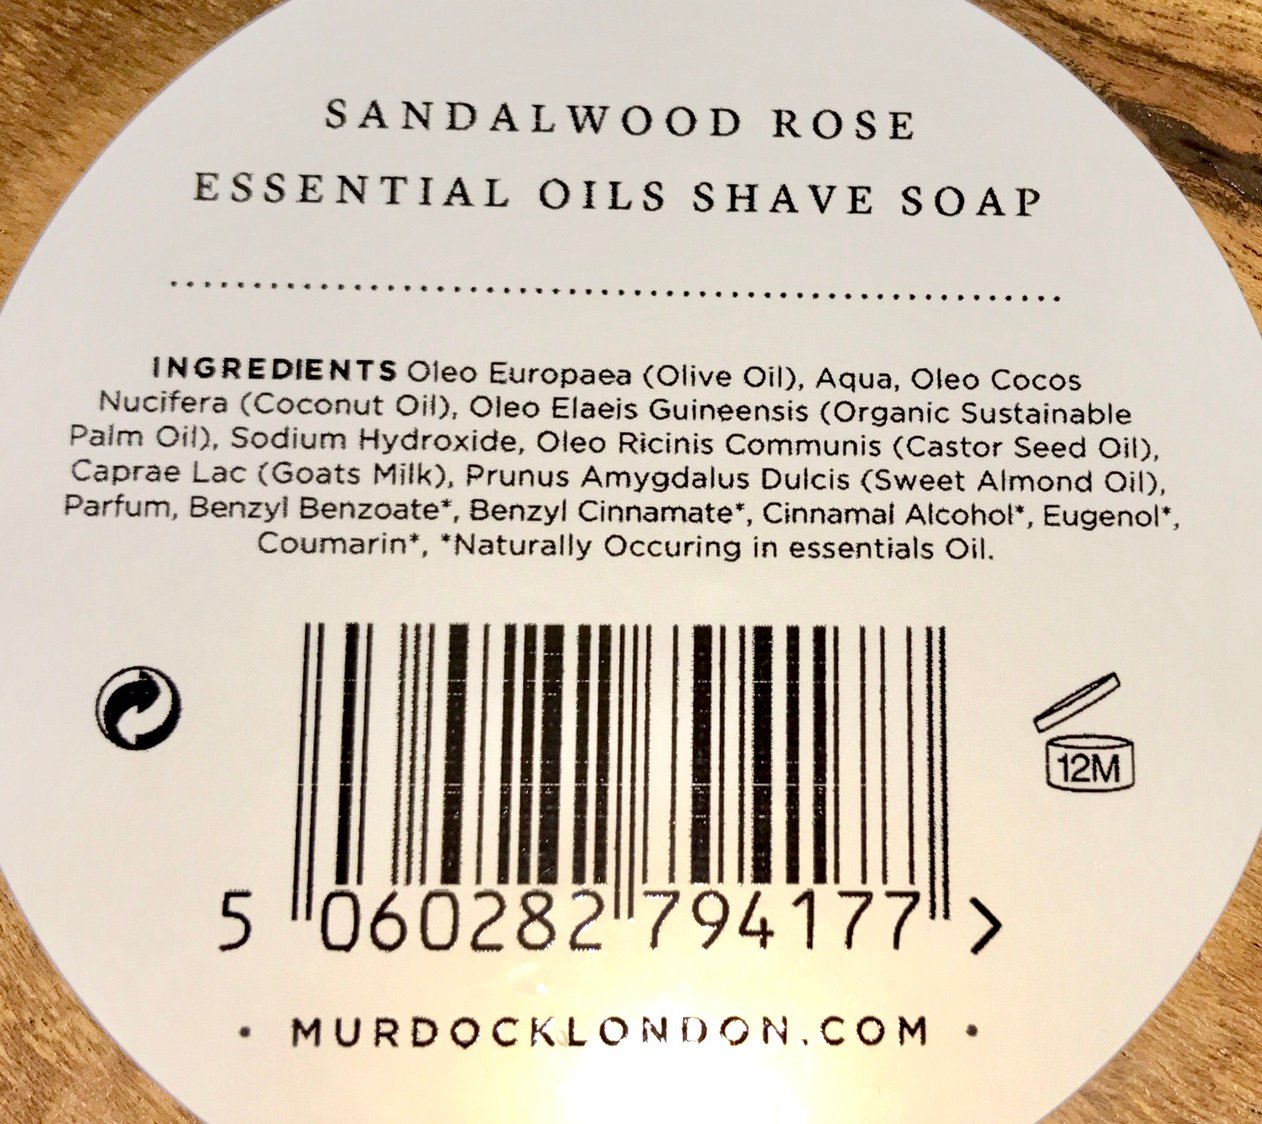 SANDALWOOD ROSE
ESSENTIAL OILS SHAVE SOAP
INGREDIENTS Oleo Europaea (Olive Oil), Aqua, Oleo Cocos
Nucifera (Coconut Oil), Oleo Elaeis Guineensis (Organic Sustainable
Palm Oil), Sodium Hydroxide, Oleo Ricinis Communis (Castor Seed Oil),
Caprae Lac (Goats Milk), Prunus Amygdalus Dulcis (Sweet Almond Oil),
Parfum, Benzyl Benzoate*, Benzyl Cinnamate*, Cinnamal Alcohol*, Eugenol*,
Coumarin*, *Naturally Occuring in essentials Oil.
12M
5 060282 794177 >
• MURDOCKLONDON.COM •